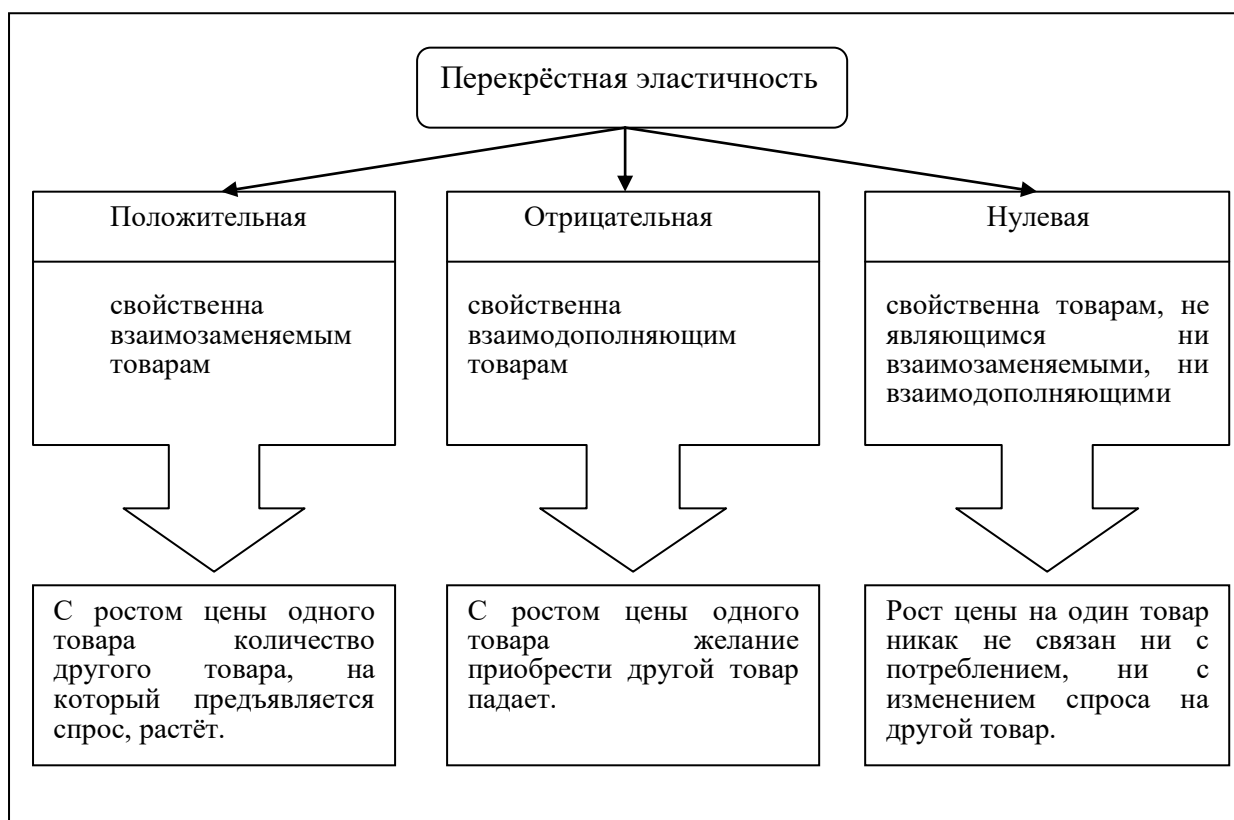 Перекрёстная эластичность
Положительная
свойственна
взаимозаменяемым
товарам
С ростом цены одного
товара количество
другого товара, на
который предъявляется
спрос, растёт.
Отрицательная
свойственна
взаимодополняющим
товарам
С ростом цены одного
товара желание
приобрести другой товар
падает.
Нулевая
свойственна товарам, не
являющимся ни
взаимозаменяемыми, ни
взаимодополняющими
Рост цены на один товар
никак не связан ни с
потреблением, ни с
изменением спроса на
другой товар.